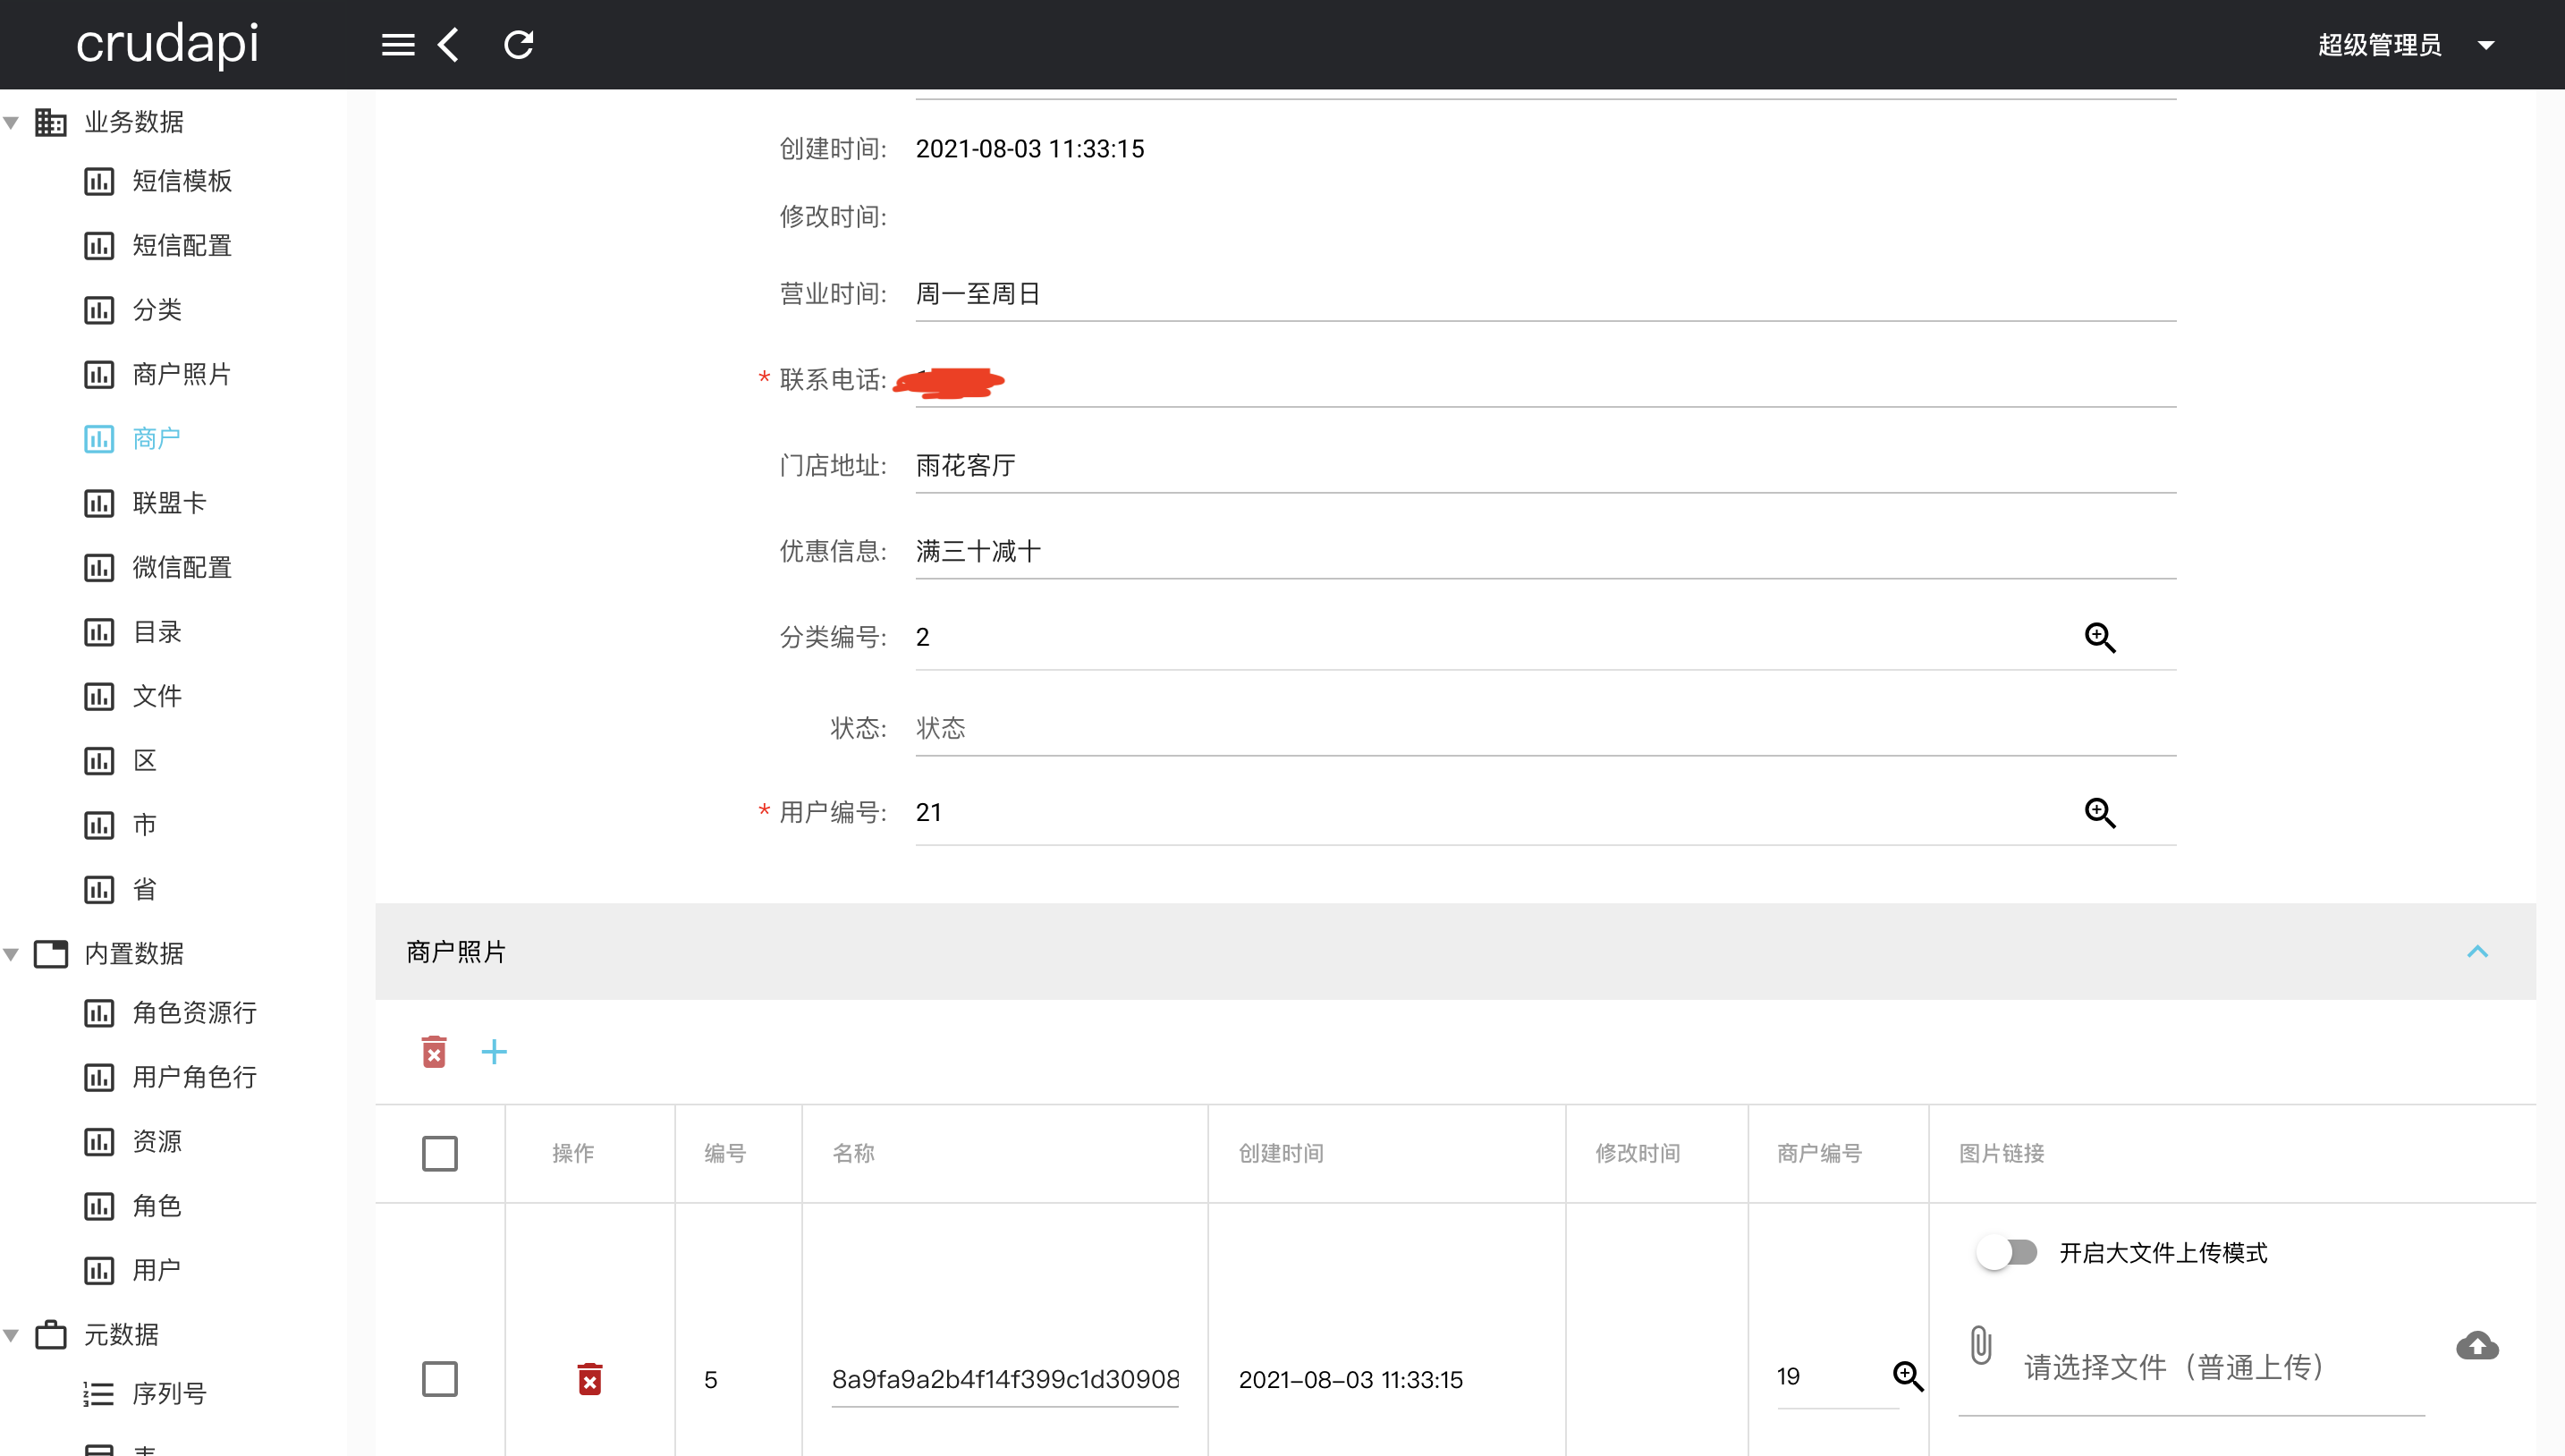 crudapi
超级管理员
业务数据
短信模板
短信配置
分类
商户照片
商户
联盟卡
微信配置
目录
文件
区
市
省
内置数据
角色资源行
用户角色行
资源
角色
用户
元数据
序列号
创建时间: 2021-08-03 11:33:15
修改时间:
营业时间: 周一至周日
* 联系电话:
门店地址: 雨花客厅
优惠信息: 满三十减十
分类编号: 2
状态: 状态
* 用户编号: 21
商户照片
操作 编号 名称 创建时间 修改时间 商户编号 图片链接
开启大文件上传模式
5 8a9fa9a2b4f14f399c1d30908 2021-08-03 11:33:15 19 请选择文件（普通上传）